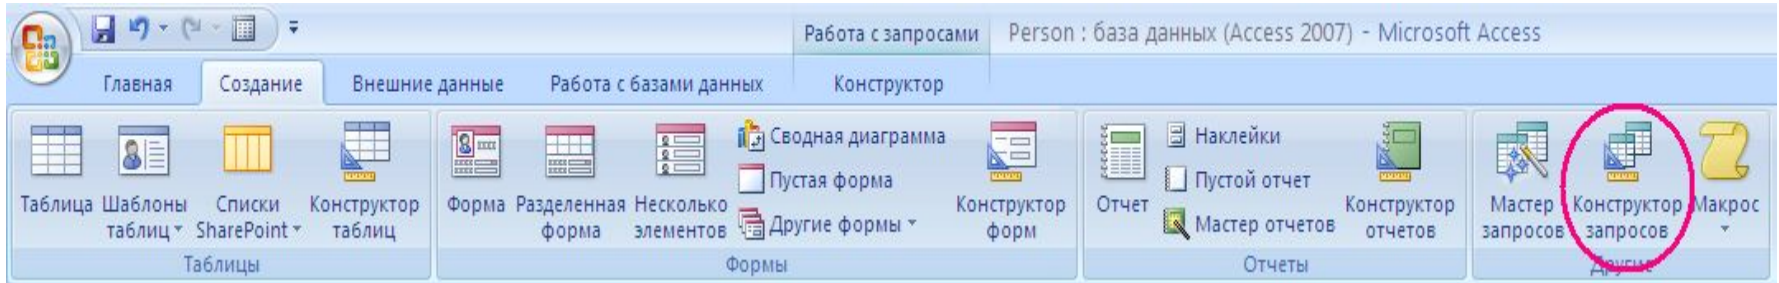 Работа с запросами
Person : база данных (Access 2007) - Microsoft Access
Главная
Создание
Внешние данные
Работа с базами данных
Конструктор
Таблица
Шаблоны
таблиц
Списки
SharePoint
Конструктор
таблиц
Таблицы
Форма
Разделенная
форма
Несколько
элементов
Сводная диаграмма
Пустая форма
Другие формы
Конструктор
форм
Формы
Отчет
Наклейки
Пустой отчет
Мастер отчетов
Конструктор
отчетов
Отчеты
Мастер
запросов
Конструктор
запросов
Макрос
Другие